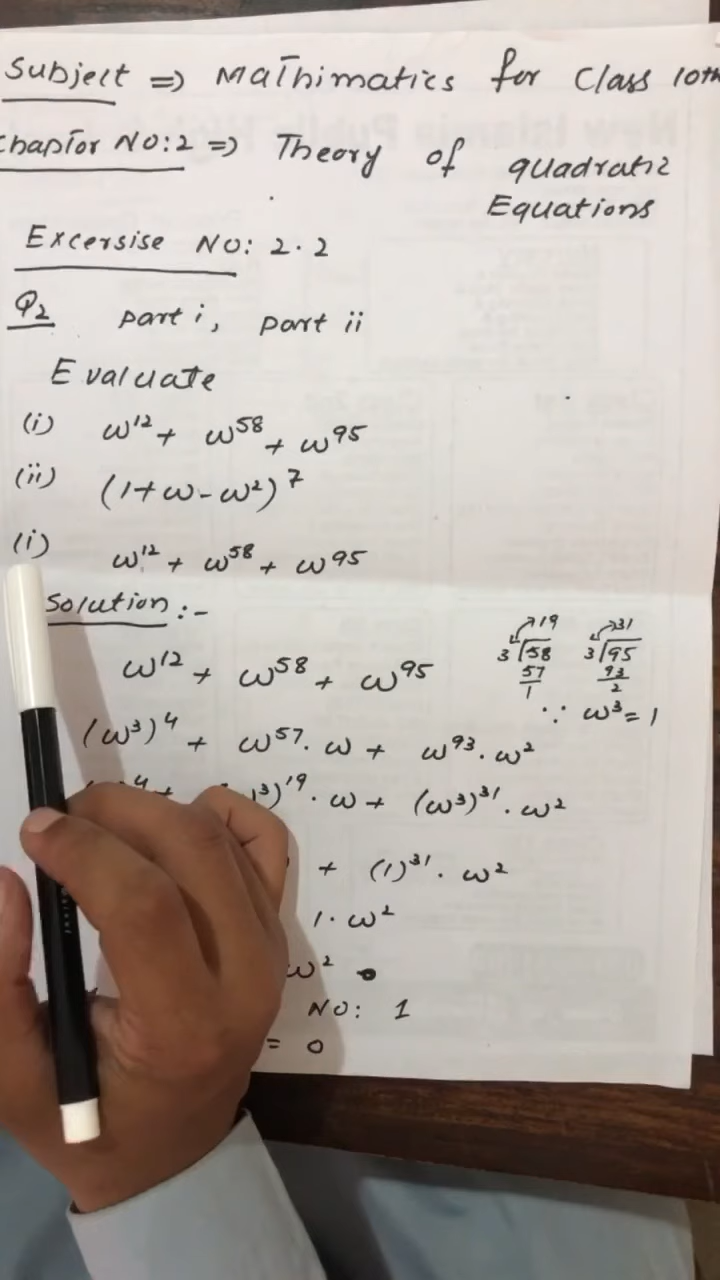 Subject => Mathimatics for Class 10th
Chaptor No:2 => Theory of quadratic
Equations
Excersise No: 2.2
Q2 part i, part ii
Evaluate
(i) ω¹² + ω⁵⁸ + ω⁹⁵
(ii) (1+ω-ω²)⁷
(i) ω¹² + ω⁵⁸ + ω⁹⁵
Solution :-
19 31
3 58 3 95
57 93
1 2
ω¹² + ω⁵⁸ + ω⁹⁵
∵ ω³ = 1
(ω³)⁴ + ω⁵⁷. ω + ω⁹³. ω²
³)¹⁹. ω + (ω³)³¹. ω²
+ (1)³¹. ω²
1. ω²
ω²
No: 1
= 0